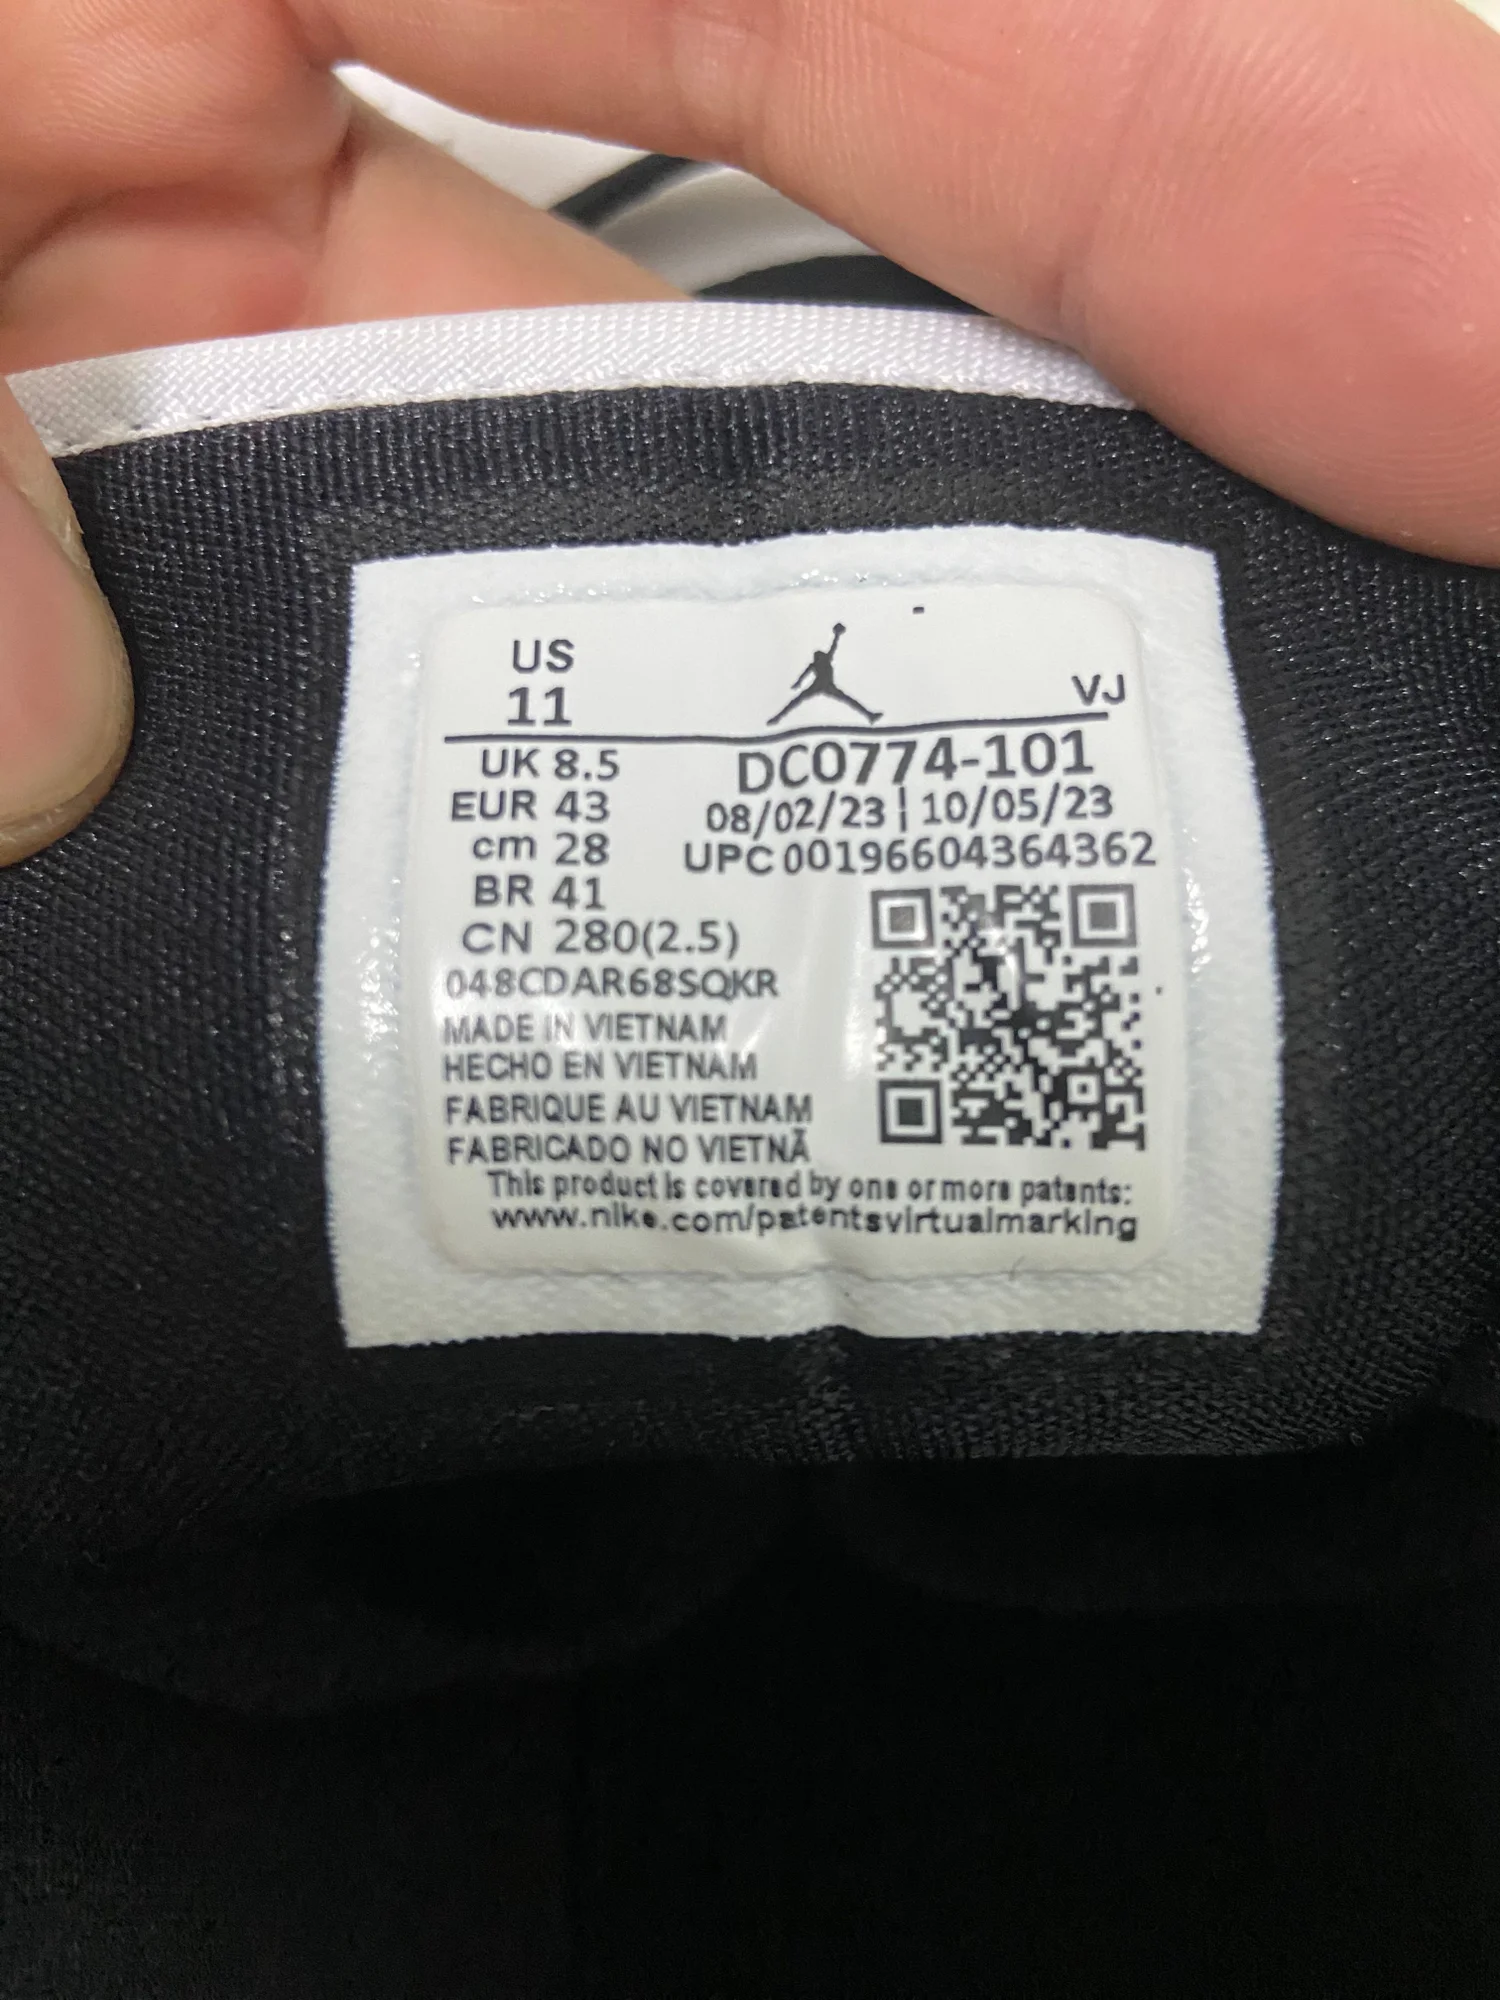 US
11
VJ
UK 8.5
EUR 43
cm 28
BR 41
CN 280(2.5)
DC0774-101
08/02/23 | 10/05/23
UPC 00196604364362
048CDAR68SQKR
MADE IN VIETNAM
HECHO EN VIETNAM
FABRIQUE AU VIETNAM
FABRICADO NO VIETNÃ
This product is covered by one or more patents:
www.nike.com/patentsvirtualmarking